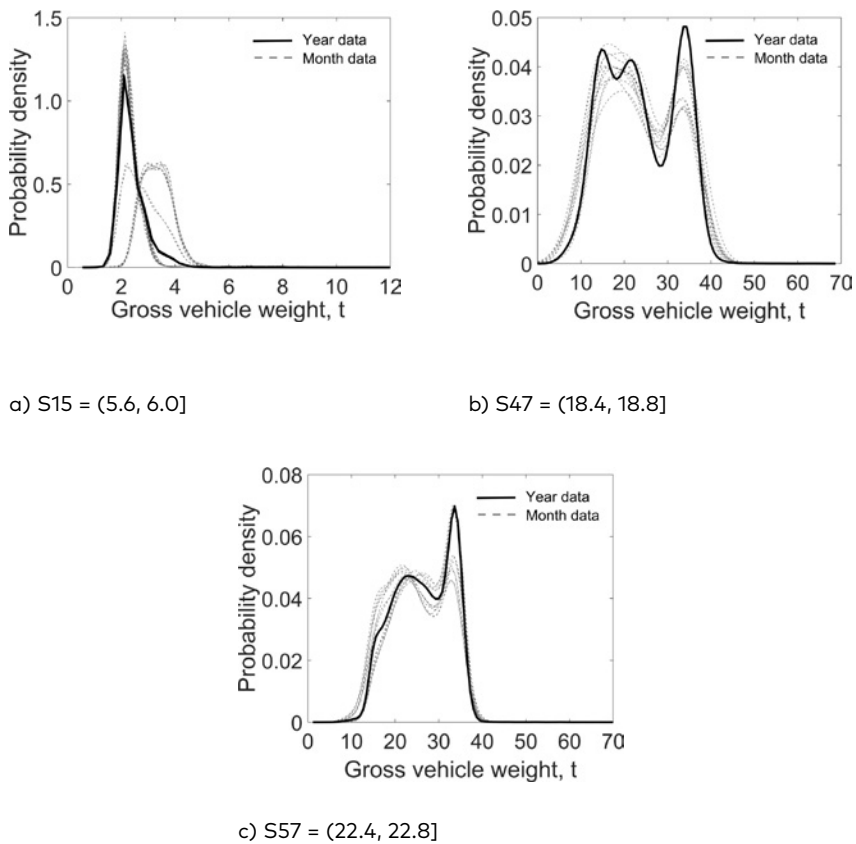 1.5
1.0
0.5
0
Probability density
Year data
Month data
0 2 4 6 8 10 12
Gross vehicle weight, t
0.05
0.04
0.03
0.02
0.01
0
Probability density
Year data
Month data
0 10 20 30 40 50 60 70
Gross vehicle weight, t
a) S15 = (5.6, 6.0]
b) S47 = (18.4, 18.8]
0.08
0.06
0.04
0.02
0
Probability density
Year data
Month data
0 10 20 30 40 50 60 70
Gross vehicle weight, t
c) S57 = (22.4, 22.8]